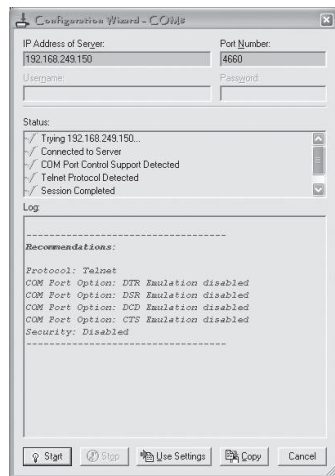 Configuration Wizard - COM#
IP Address of Server: Port Number:
192.168.249.150 4660
Username: Password:
Status:
Trying 192.168.249.150...
Connected to Server
COM Port Control Support Detected
Telnet Protocol Detected
Session Completed
Log:
-----------------------------------
Recommendations:
Protocol: Telnet
COM Port Option: DTR Emulation disabled
COM Port Option: DSR Emulation disabled
COM Port Option: DCD Emulation disabled
COM Port Option: CTS Emulation disabled
Security: Disabled
-----------------------------------
Start Stop Use Settings Copy Cancel